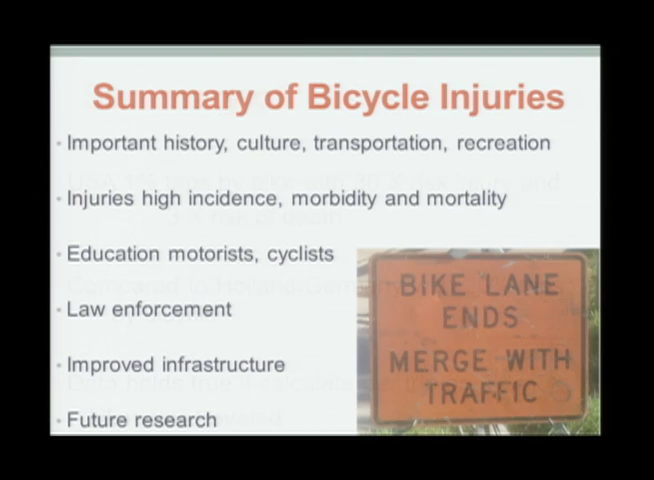 Summary of Bicycle Injuries
• Important history, culture, transportation, recreation
• Injuries high incidence, morbidity and mortality
• Education motorists, cyclists
• Law enforcement
• Improved infrastructure
• Future research
BIKE LANE
ENDS
MERGE WITH
TRAFFIC